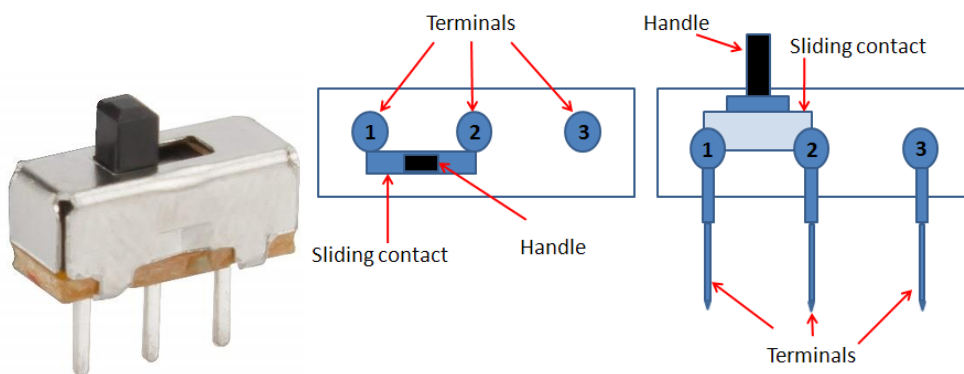 Terminals
1
2
3
Sliding contact
Handle
Handle
Sliding contact
1
2
3
Terminals